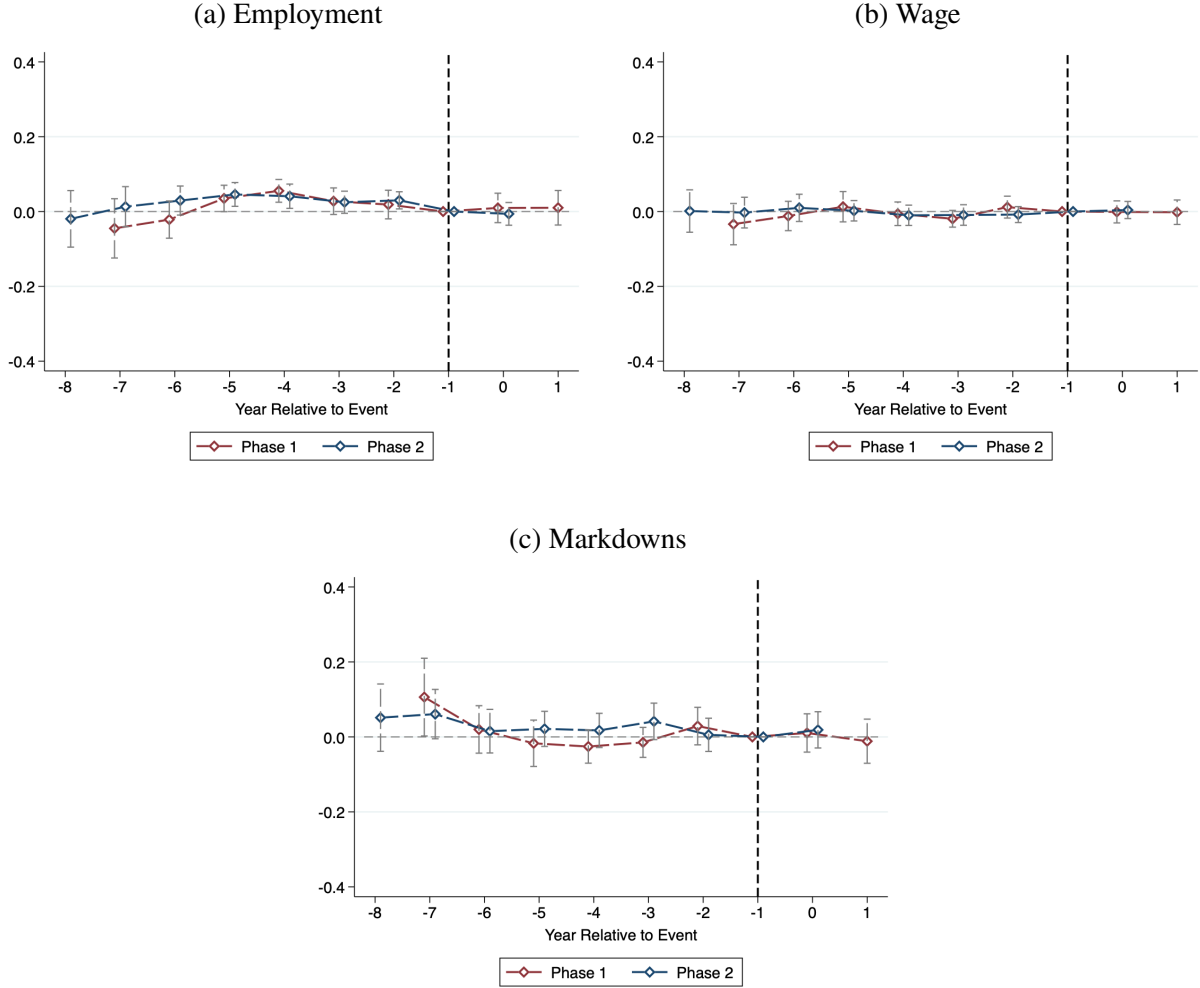 (a) Employment
0.4
0.2
0.0
-0.2
-0.4
-8 -7 -6 -5 -4 -3 -2 -1 0 1
Year Relative to Event
Phase 1 Phase 2
(b) Wage
0.4
0.2
0.0
-0.2
-0.4
-8 -7 -6 -5 -4 -3 -2 -1 0 1
Year Relative to Event
Phase 1 Phase 2
(c) Markdowns
0.4
0.2
0.0
-0.2
-0.4
-8 -7 -6 -5 -4 -3 -2 -1 0 1
Year Relative to Event
Phase 1 Phase 2